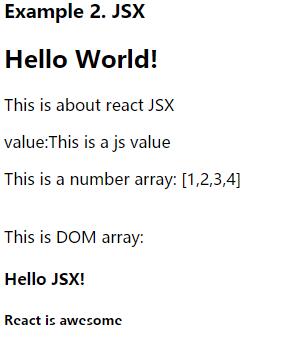 Example 2. JSX
Hello World!
This is about react JSX
value:This is a js value
This is a number array: [1,2,3,4]
This is DOM array:
Hello JSX!
React is awesome